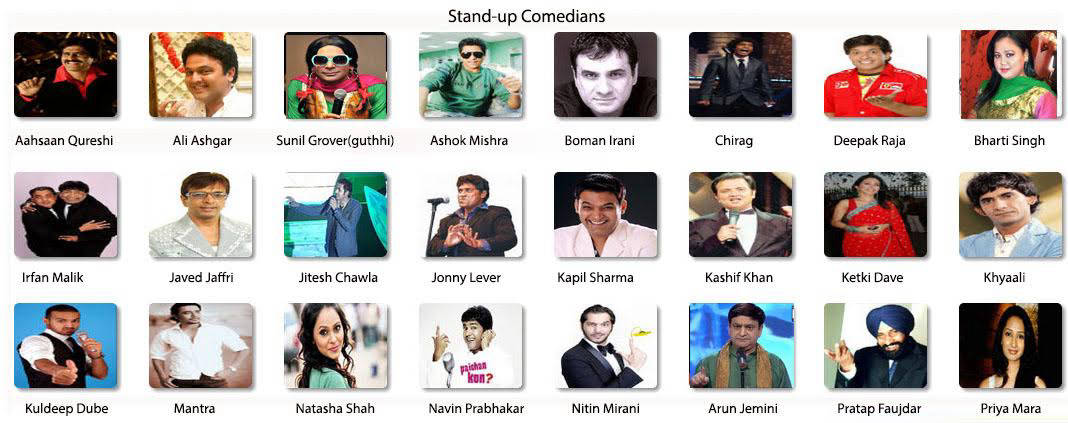 Stand-up Comedians
Aahsaan Qureshi Ali Ashgar Sunil Grover(guthhi) Ashok Mishra Boman Irani Chirag Deepak Raja Bharti Singh
Irfan Malik Javed Jaffri Jitesh Chawla Jonny Lever Kapil Sharma Kashif Khan Ketki Dave Khyaali
paichan
kon?
Kuldeep Dube Mantra Natasha Shah Navin Prabhakar Nitin Mirani Arun Jemini Pratap Faujdar Priya Mara